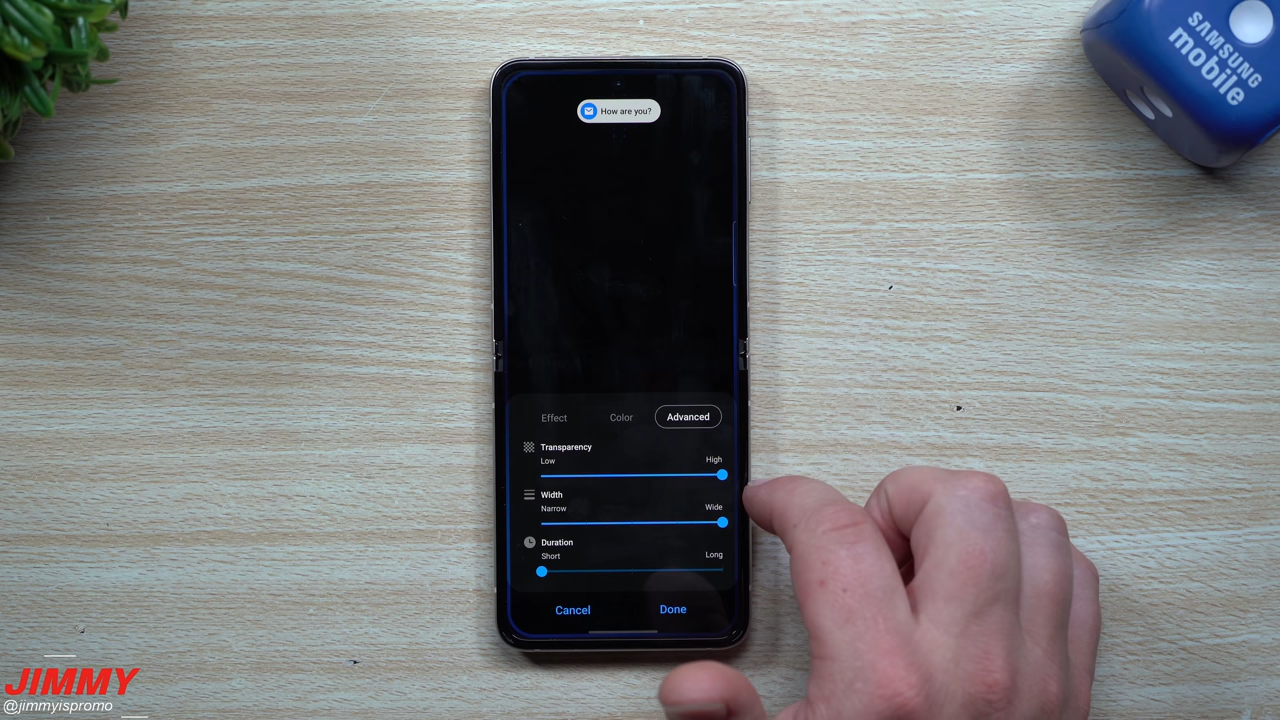 SAMSUNG
mobile
How are you?
Effect
Color
Advanced
Transparency
Low
High
Width
Narrow
Wide
Duration
Short
Long
Cancel
Done
JIMMY
@jimmyispromo